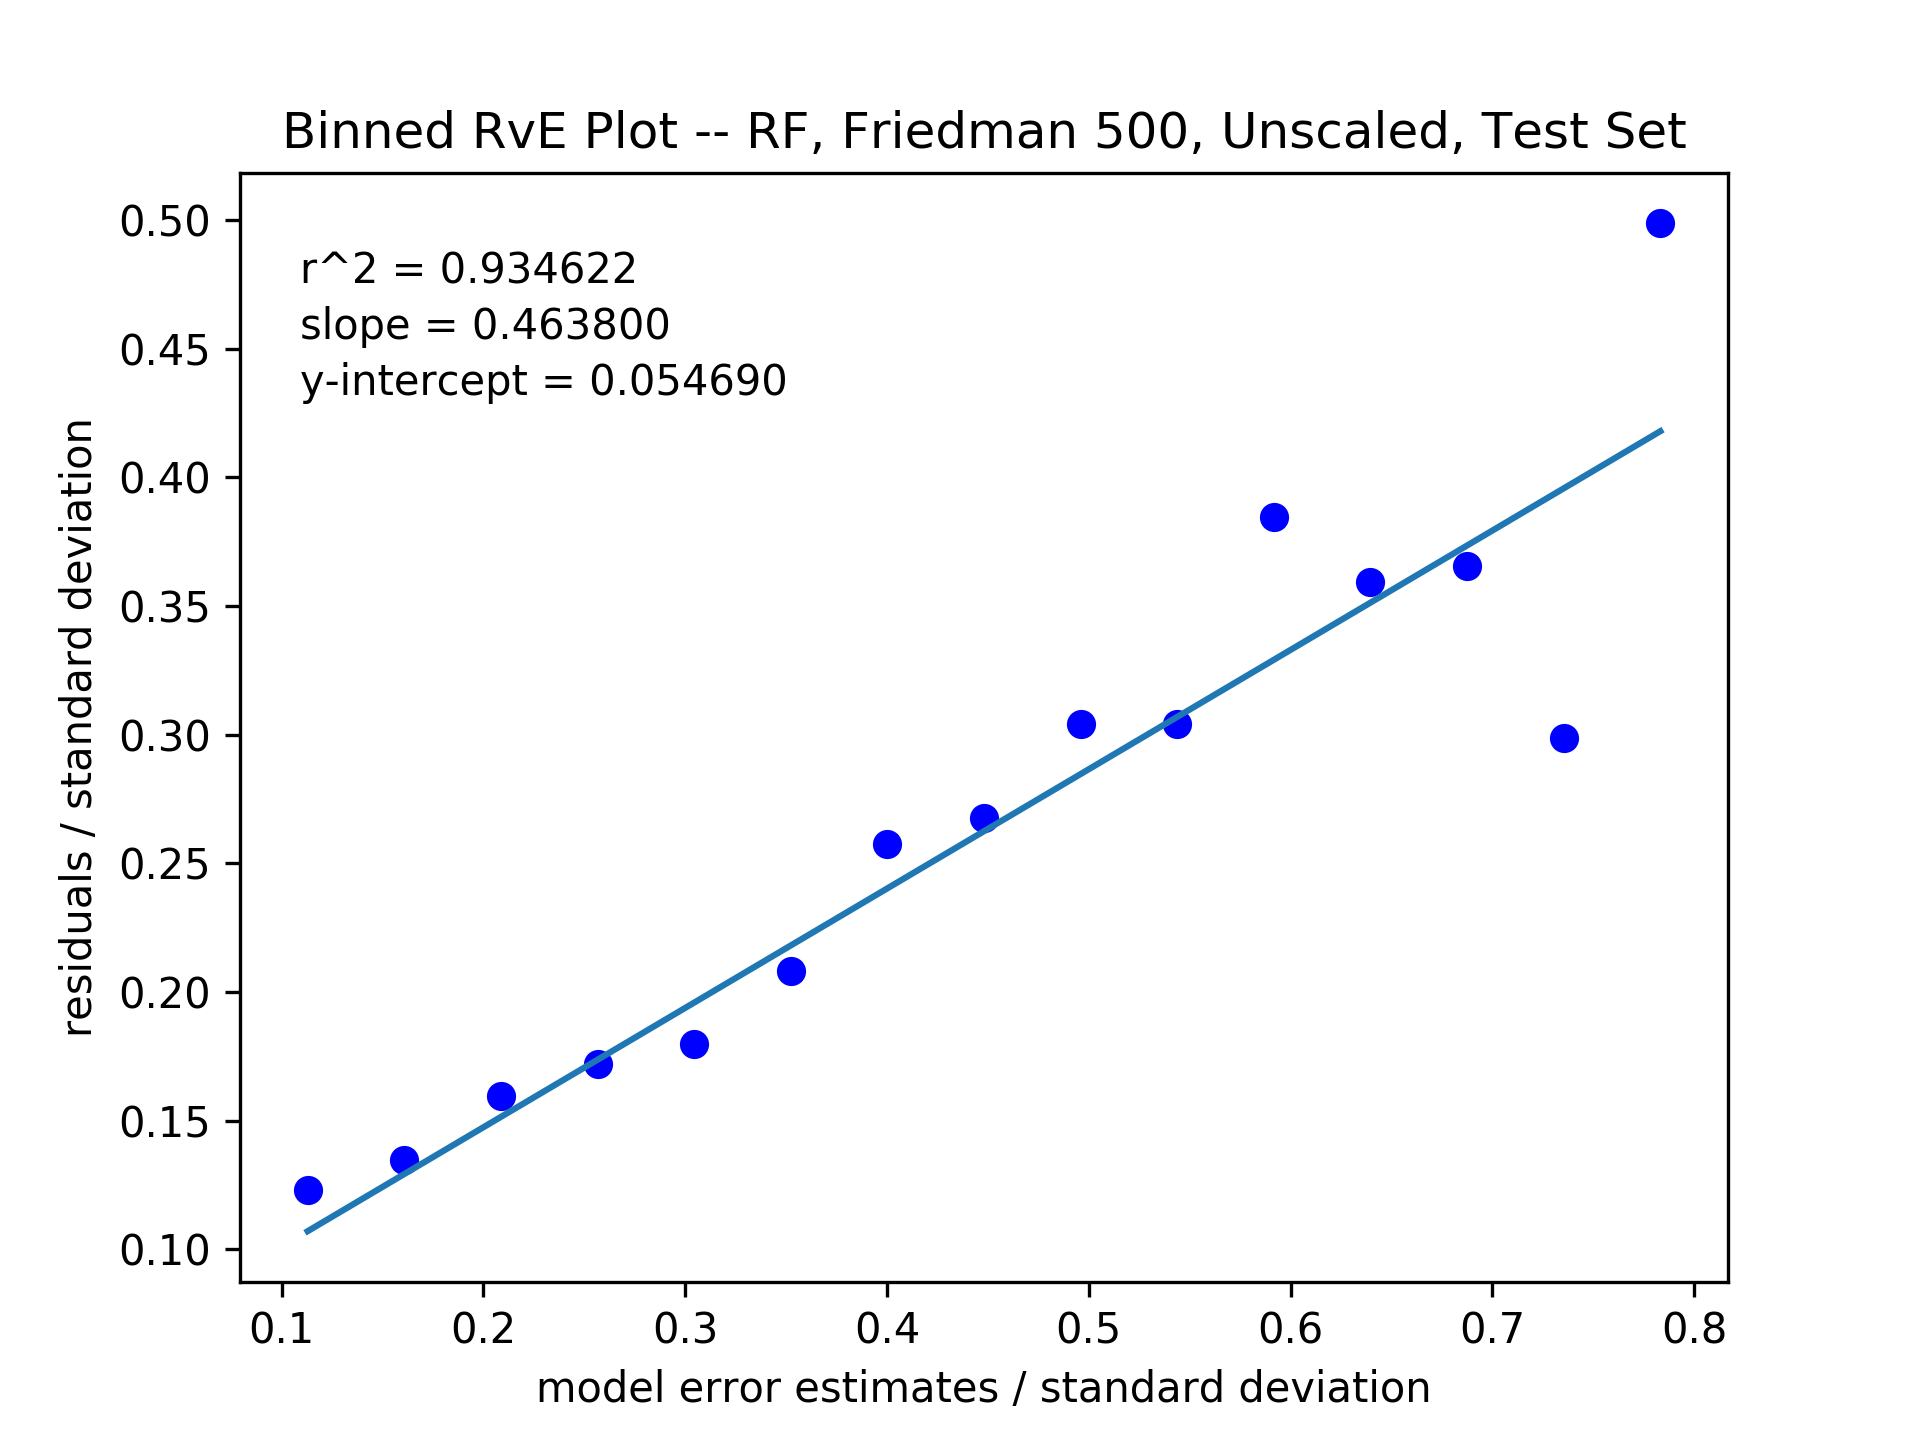 Binned RvE Plot -- RF, Friedman 500, Unscaled, Test Set
r^2 = 0.934622
slope = 0.463800
y-intercept = 0.054690
residuals / standard deviation
0.50
0.45
0.40
0.35
0.30
0.25
0.20
0.15
0.10
0.1 0.2 0.3 0.4 0.5 0.6 0.7 0.8
model error estimates / standard deviation